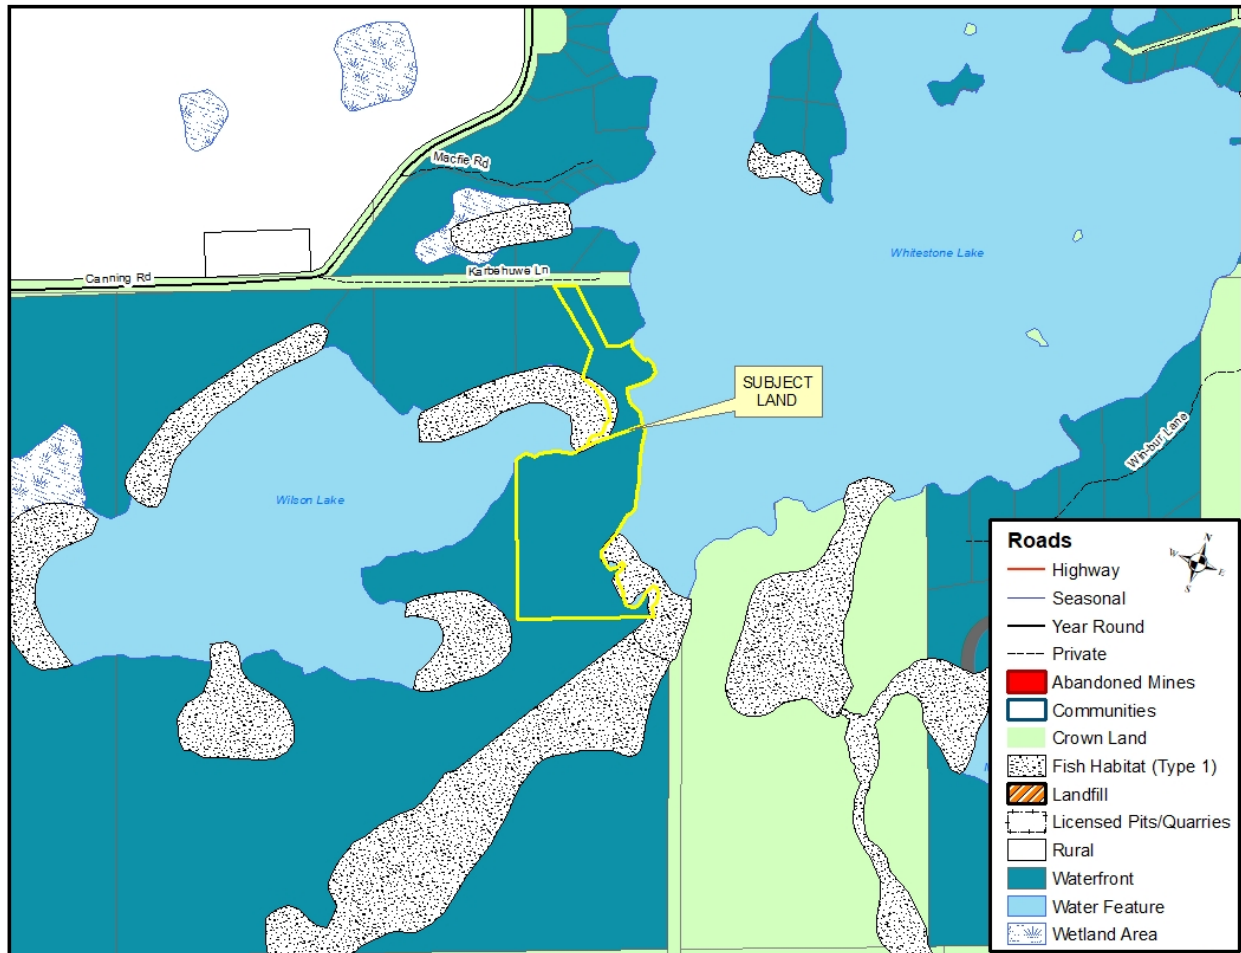 Macfie Rd
Whitestone Lake
Canning Rd
Karbehuwe Ln
SUBJECT
LAND
Win-bur Lane
Wilson Lake
Roads
N
W
E
S
Highway
Seasonal
Year Round
Private
Abandoned Mines
Communities
Crown Land
Fish Habitat (Type 1)
Landfill
Licensed Pits/Quarries
Rural
Waterfront
Water Feature
Wetland Area